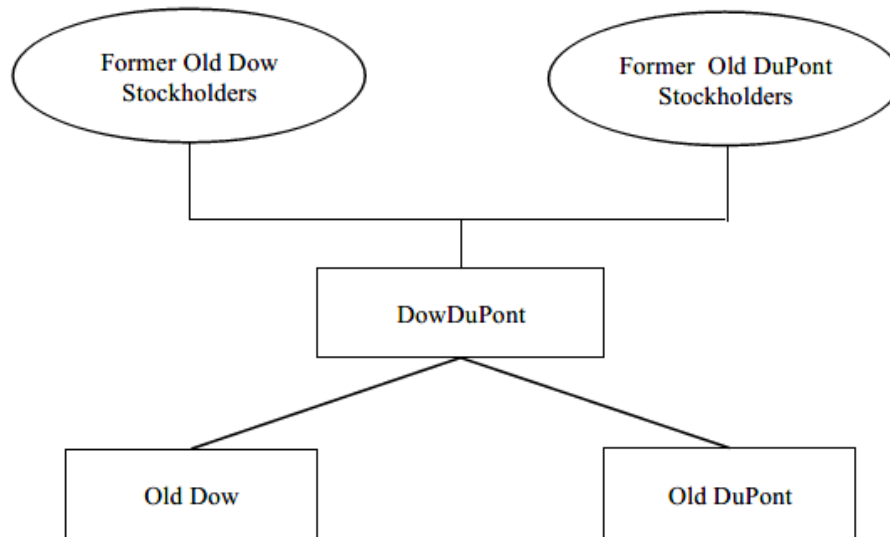 Former Old Dow
Stockholders
Former Old DuPont
Stockholders
DowDuPont
Old Dow
Old DuPont